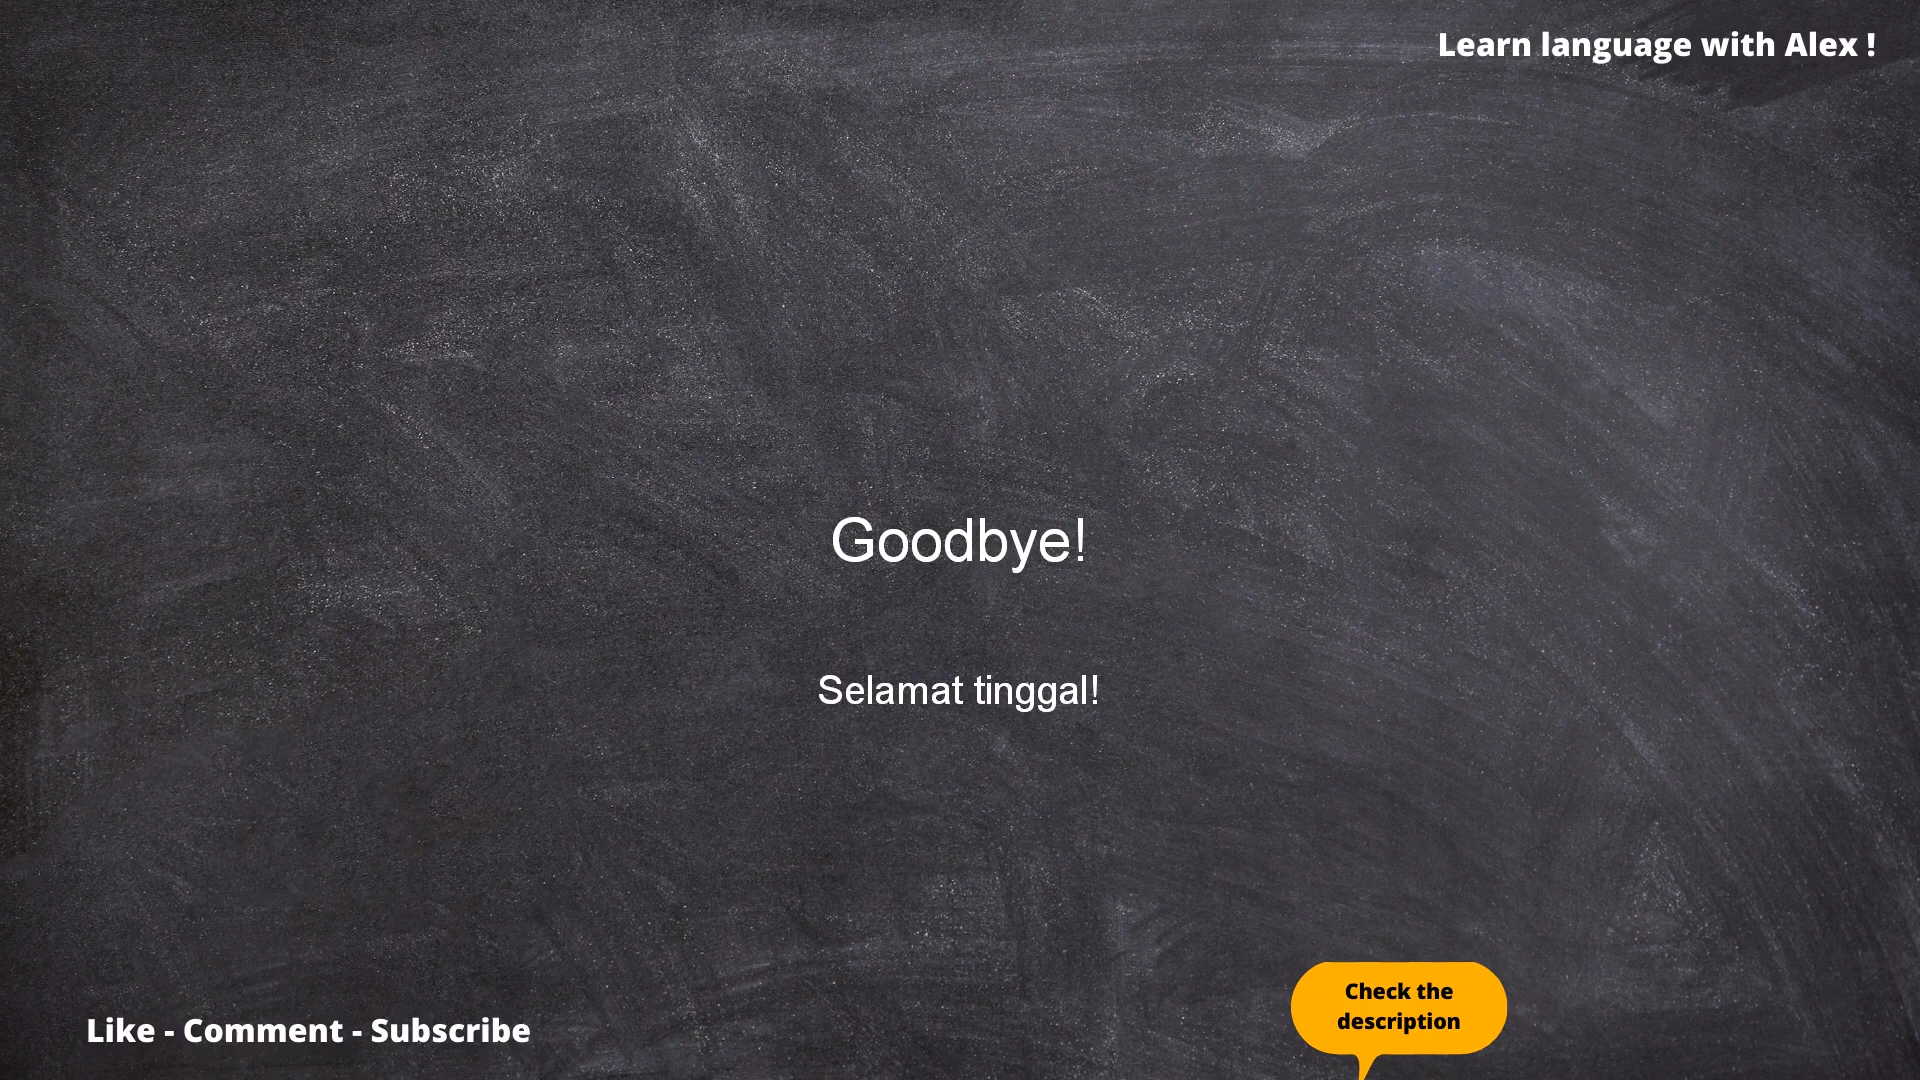 Learn language with Alex !
Goodbye!
Selamat tinggal!
Check the
description
Like - Comment - Subscribe